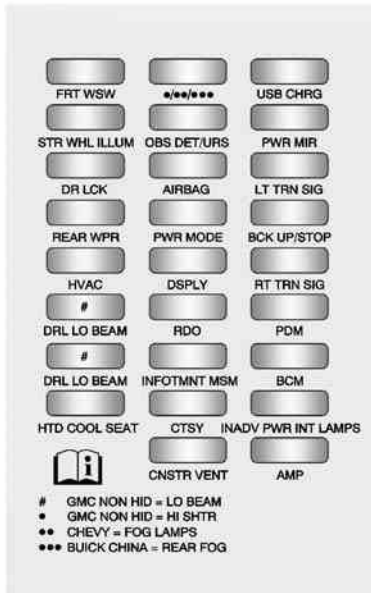 FRT WSW ●/●●/●●● USB CHRG
STR WHL ILLUM OBS DET/URS PWR MIR
DR LCK AIRBAG LT TRN SIG
REAR WPR PWR MODE BCK UP/STOP
HVAC DSPLY RT TRN SIG
#
DRL LO BEAM RDO PDM
#
DRL LO BEAM INFOTMNT MSM BCM
HTD COOL SEAT CTSY INADV PWR INT LAMPS
i CNSTR VENT AMP
# GMC NON HID = LO BEAM
● GMC NON HID = HI SHTR
●● CHEVY = FOG LAMPS
●●● BUICK CHINA = REAR FOG